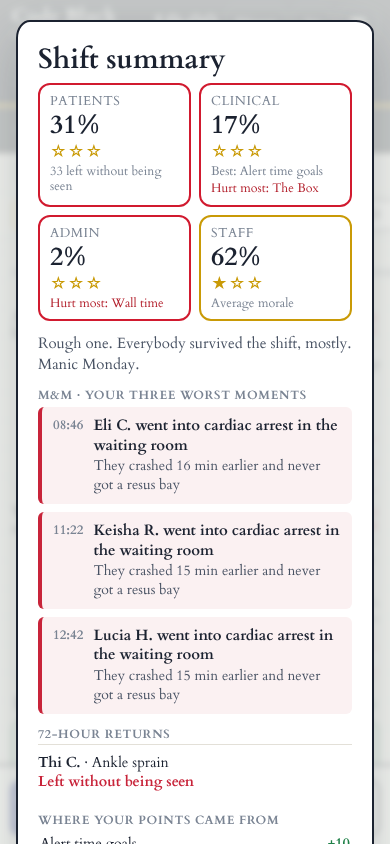 Shift summary
PATIENTS
31%
33 left without being
seen
CLINICAL
17%
Best: Alert time goals
Hurt most: The Box
ADMIN
2%
Hurt most: Wall time
STAFF
62%
Average morale
Rough one. Everybody survived the shift, mostly.
Manic Monday.
M&M · YOUR THREE WORST MOMENTS
08:46 Eli C. went into cardiac arrest in the
waiting room
They crashed 16 min earlier and never
got a resus bay
11:22 Keisha R. went into cardiac arrest in
the waiting room
They crashed 15 min earlier and never
got a resus bay
12:42 Lucia H. went into cardiac arrest in
the waiting room
They crashed 15 min earlier and never
got a resus bay
72-HOUR RETURNS
Thi C. · Ankle sprain
Left without being seen
WHERE YOUR POINTS CAME FROM
Alert time goals +10